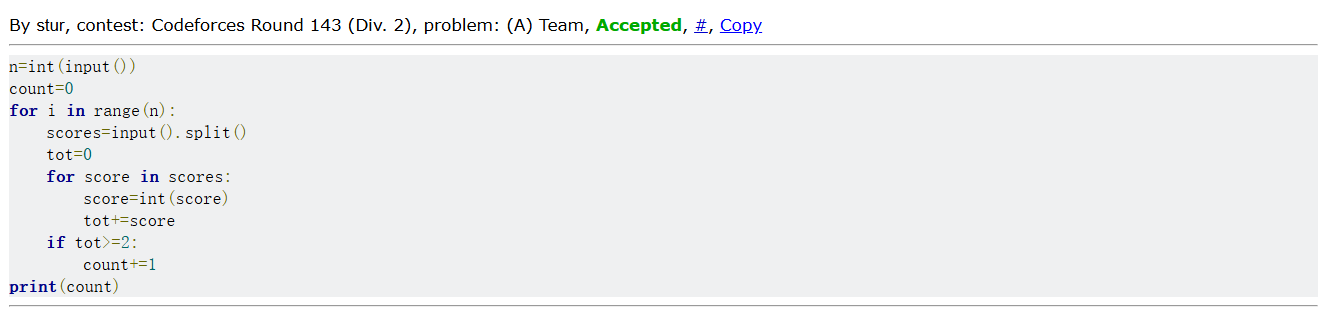 By stur, contest: Codeforces Round 143 (Div. 2), problem: (A) Team, Accepted, #, Copy
n=int(input())
count=0
for i in range(n):
    scores=input().split()
    tot=0
    for score in scores:
        score=int(score)
        tot+=score
    if tot>=2:
        count+=1
print(count)